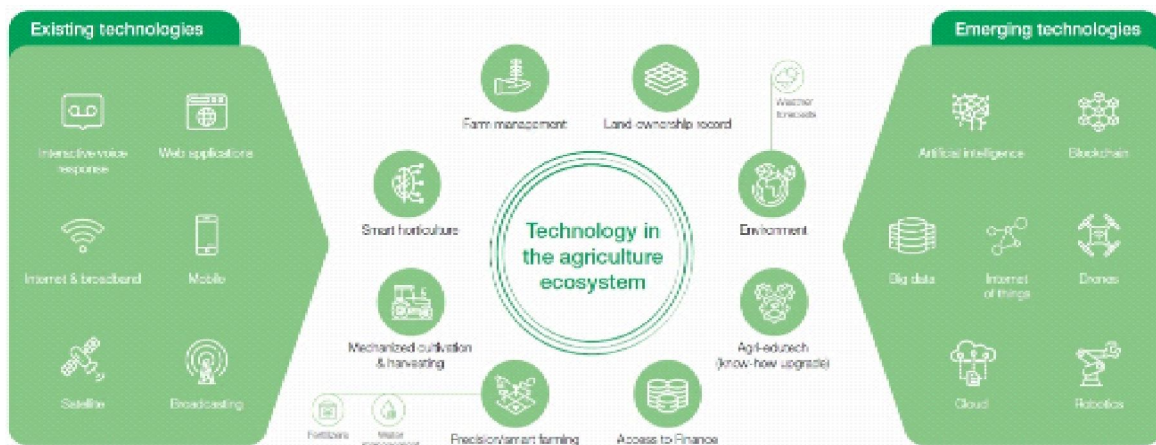 Existing technologies
Interactive voice
response
Web applications
Internet & broadband
Mobile
Satellite
Broadcasting
Farm management
Land ownership record
Weather
forecasts
Smart horticulture
Technology in
the agriculture
ecosystem
Environment
Mechanized cultivation
& harvesting
Agri-edutech
(know-how upgrade)
Fertilizers
Water
management
Precision/smart farming
Access to Finance
Emerging technologies
Artificial intelligence
Blockchain
Big data
Internet
of things
Drones
Cloud
Robotics